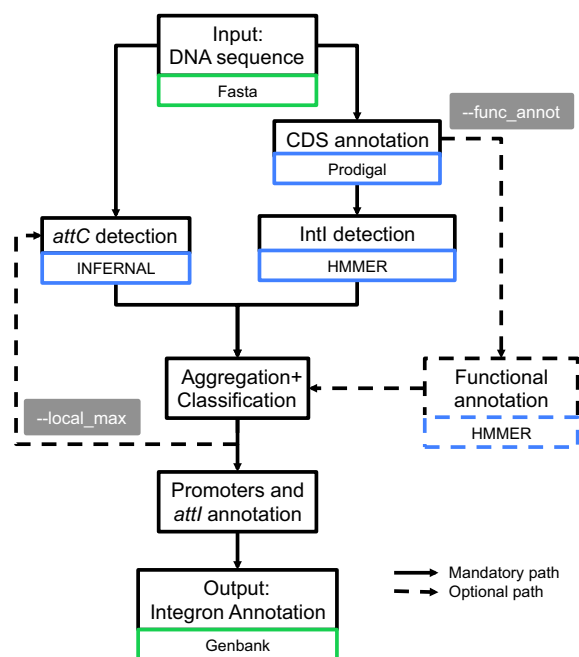 Input:
DNA sequence
Fasta
--func_annot
CDS annotation
Prodigal
attC detection
INFERNAL
IntI detection
HMMER
Aggregation+
Classification
Functional
annotation
HMMER
--local_max
Promoters and
attI annotation
Output:
Integron Annotation
Genbank
Mandatory path
Optional path